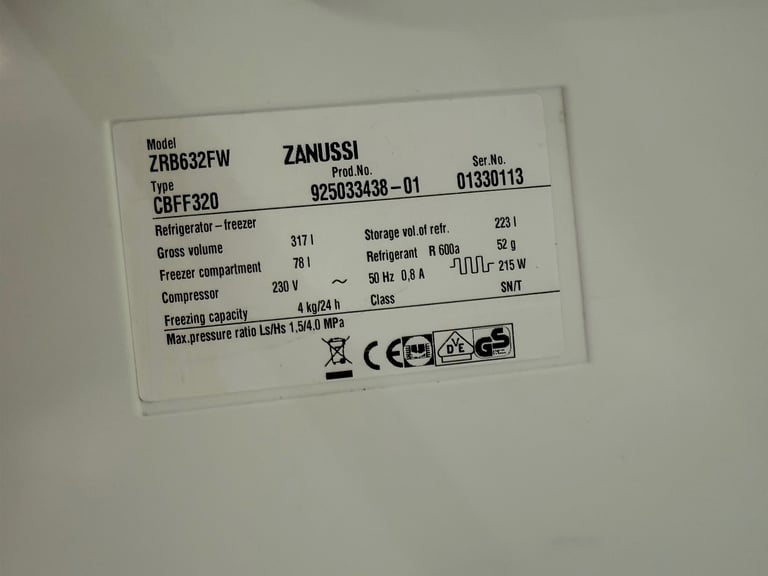 Model
ZRB632FW
ZANUSSI
Type
CBFF320
Prod.No.
925033438-01
Ser.No.
01330113
Refrigerator-freezer
Gross volume 317 l
Storage vol.of refr. 223 l
Freezer compartment 78 l
Refrigerant R 600a 52 g
Compressor 230 V ~ 50 Hz 0,8 A 215 W
Freezing capacity 4 kg/24 h
Class SN/T
Max.pressure ratio Ls/Hs 1,5/4.0 MPa
CE
DVE
GS